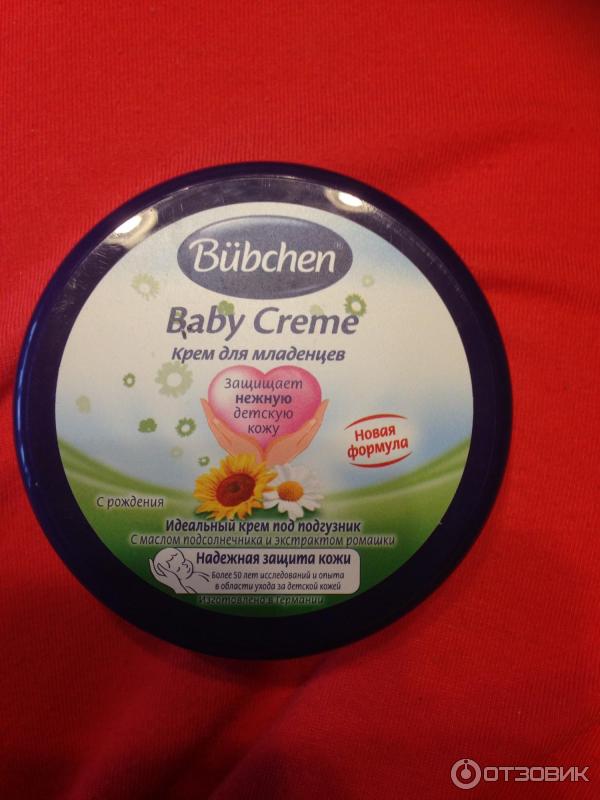 Bübchen®
Baby Creme
Крем для младенцев
Защищает
нежную
детскую
кожу
Новая
формула
С рождения
Идеальный крем под подгузник
С маслом подсолнечника и экстрактом ромашки
Надежная защита кожи
Более 50 лет исследований и опыта
в области ухода за детской кожей
Изготовлено в Германии
ОТЗОВИК